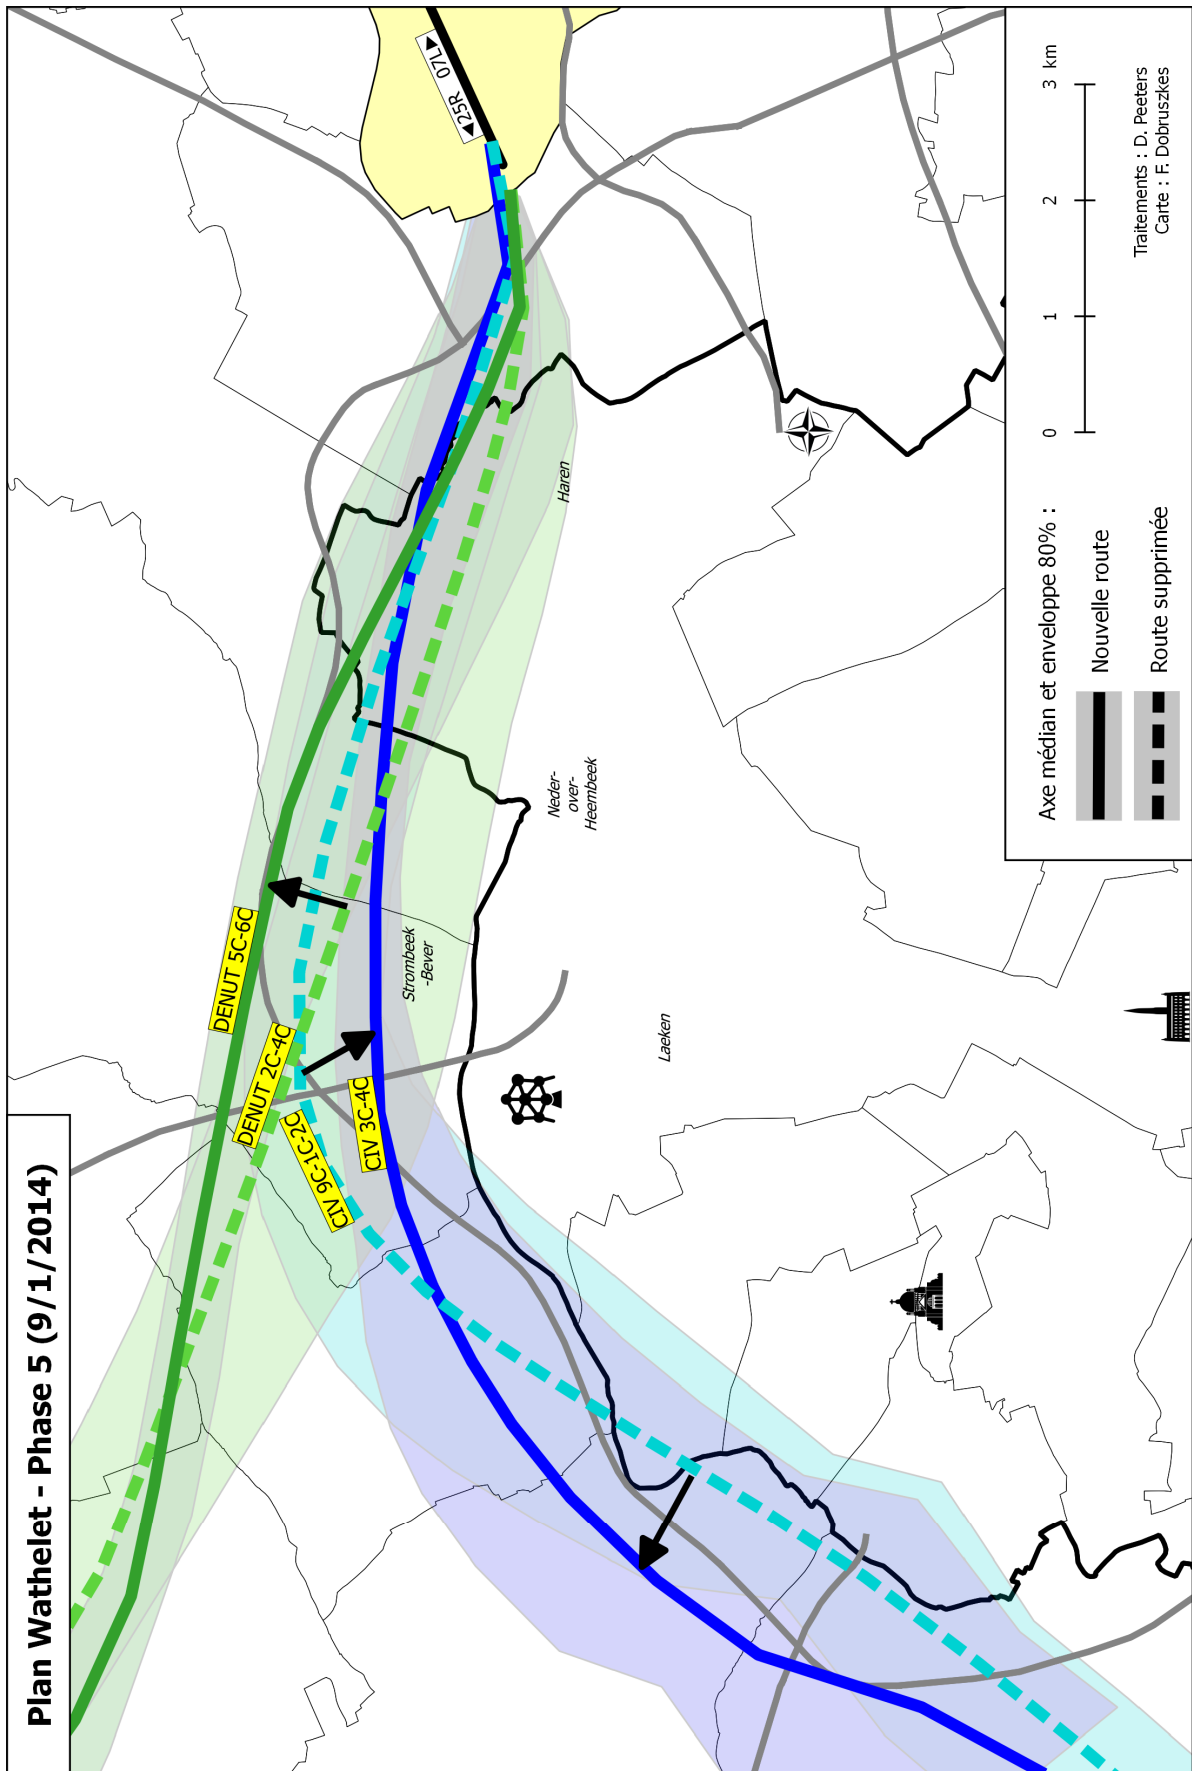 Plan Wathelet - Phase 5 (9/1/2014)
DENUT 5C-6C
DENUT 2C-4C
CIV 9C-1C-2C
CIV 3C-4C
Strombeek
-Bever
Neder-
over-
Heembeek
Laeken
Haren
◀25R 07L▶
Axe médian et enveloppe 80% :
Nouvelle route
Route supprimée
0 1 2 3 km
Traitements : D. Peeters
Carte : F. Dobruszkes